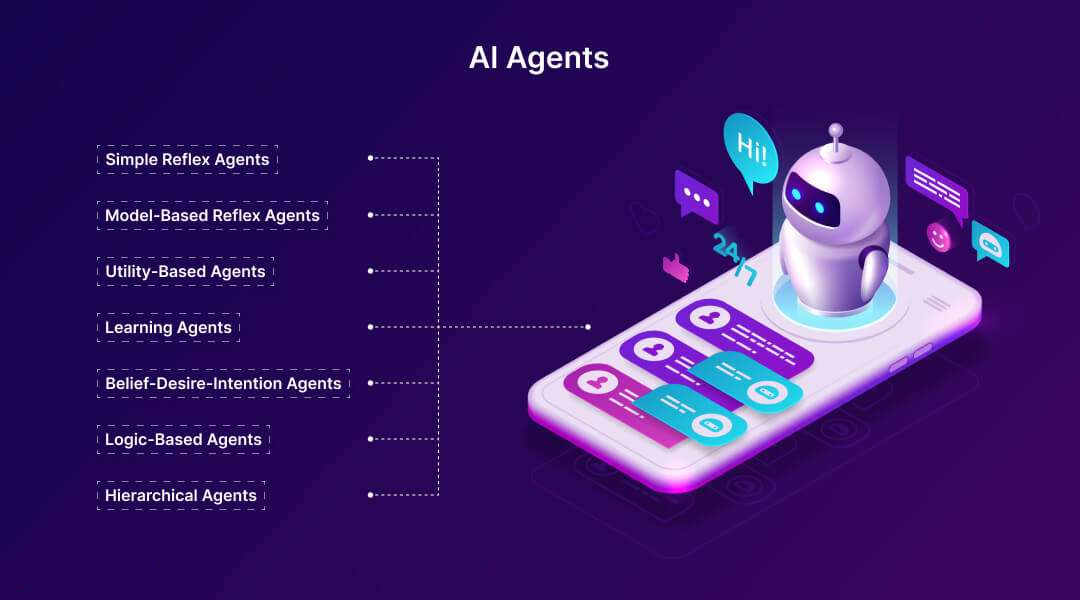 AI Agents
Simple Reflex Agents
Model-Based Reflex Agents
Utility-Based Agents
Learning Agents
Belief-Desire-Intention Agents
Logic-Based Agents
Hierarchical Agents
Hi!
24/7